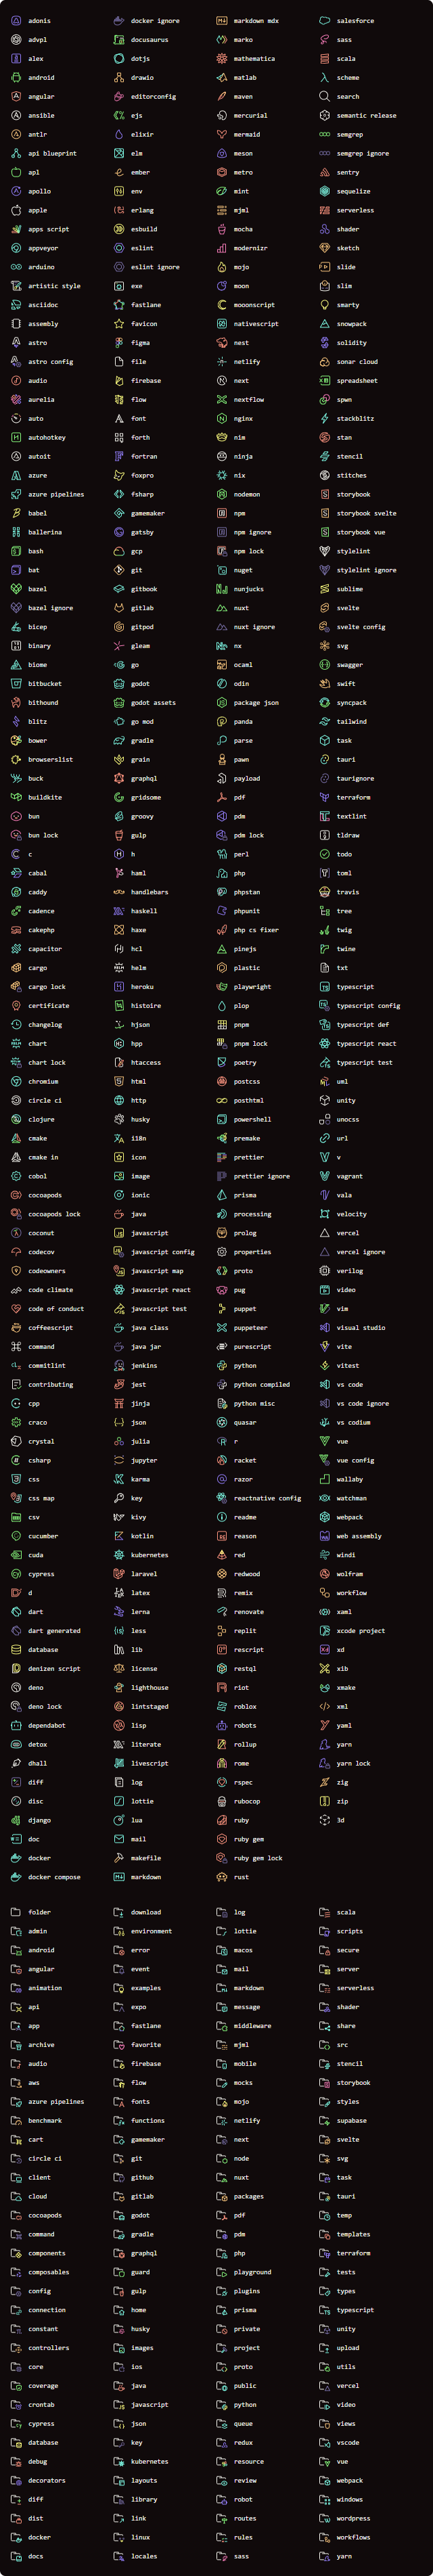 adonis
advpl
alex
android
angular
ansible
antlr
api blueprint
apl
apollo
apple
apps script
appveyor
arduino
artistic style
asciidoc
assembly
astro
astro config
audio
aurelia
auto
autohotkey
autoit
azure
azure pipelines
babel
ballerina
bash
bat
bazel
bazel ignore
bicep
binary
biome
bitbucket
bithound
blitz
bower
browserslist
buck
buildkite
bun
bun lock
c
cabal
caddy
cadence
cakephp
capacitor
cargo
cargo lock
certificate
changelog
chart
chart lock
chromium
circle ci
clojure
cmake
cmake in
cobol
cocoapods
cocoapods lock
coconut
codecov
codeowners
code climate
code of conduct
coffeescript
command
commitlint
contributing
cpp
craco
crystal
csharp
css
css map
csv
cucumber
cuda
cypress
d
dart
dart generated
database
denizen script
deno
deno lock
dependabot
detox
dhall
diff
disc
django
doc
docker
docker compose
docker ignore
docusaurus
dotjs
drawio
editorconfig
ejs
elixir
elm
ember
env
erlang
esbuild
eslint
eslint ignore
exe
fastlane
favicon
figma
file
firebase
flow
font
forth
fortran
foxpro
fsharp
gamemaker
gatsby
gcp
git
gitbook
gitlab
gitpod
gleam
go
godot
godot assets
go mod
gradle
grain
graphql
gridsome
groovy
gulp
h
haml
handlebars
haskell
haxe
hcl
helm
heroku
histoire
hjson
hpp
htaccess
html
http
husky
i18n
icon
image
ionic
java
javascript
javascript config
javascript map
javascript react
javascript test
java class
java jar
jenkins
jest
jinja
json
julia
jupyter
karma
key
kivy
kotlin
kubernetes
laravel
latex
lerna
less
lib
license
lighthouse
lintstaged
lisp
literate
livescript
log
lottie
lua
mail
makefile
markdown
markdown mdx
marko
mathematica
matlab
maven
mercurial
mermaid
meson
metro
mint
mjml
mocha
modernizr
mojo
moon
mooonscript
nativescript
nest
netlify
next
nextflow
nginx
nim
ninja
nix
nodemon
npm
npm ignore
npm lock
nuget
nunjucks
nuxt
nuxt ignore
nx
ocaml
odin
package json
panda
parse
pawn
payload
pdf
pdm
pdm lock
perl
php
phpstan
phpunit
php cs fixer
pinejs
plastic
playwright
plop
pnpm
pnpm lock
poetry
postcss
posthtml
powershell
premake
prettier
prettier ignore
prisma
processing
prolog
properties
proto
pug
puppet
puppeteer
purescript
python
python compiled
python misc
quasar
r
racket
razor
reactnative config
readme
reason
red
redwood
remix
renovate
replit
rescript
restql
riot
roblox
robots
rollup
rome
rspec
rubocop
ruby
ruby gem
ruby gem lock
rust
salesforce
sass
scala
scheme
search
semantic release
semgrep
semgrep ignore
sentry
sequelize
serverless
shader
sketch
slide
slim
smarty
snowpack
solidity
sonar cloud
spreadsheet
spwn
stackblitz
stan
stencil
stitches
storybook
storybook svelte
storybook vue
stylelint
stylelint ignore
sublime
svelte
svelte config
svg
swagger
swift
syncpack
tailwind
task
tauri
taurignore
terraform
textlint
tldraw
todo
toml
travis
tree
twig
twine
txt
typescript
typescript config
typescript def
typescript react
typescript test
uml
unity
unocss
url
v
vagrant
vala
velocity
vercel
vercel ignore
verilog
video
vim
visual studio
vite
vitest
vs code
vs code ignore
vs codium
vue
vue config
wallaby
watchman
webpack
web assembly
windi
wolfram
workflow
xaml
xcode project
xd
xib
xmake
xml
yaml
yarn
yarn lock
zig
zip
3d
folder
admin
android
angular
animation
api
app
archive
audio
aws
azure pipelines
benchmark
cart
circle ci
client
cloud
cocoapods
command
components
composables
config
connection
constant
controllers
core
coverage
crontab
cypress
database
debug
decorators
diff
dist
docker
docs
download
environment
error
event
examples
expo
fastlane
favorite
firebase
flow
fonts
functions
gamemaker
git
github
gitlab
godot
gradle
graphql
guard
gulp
home
husky
images
ios
java
javascript
json
key
kubernetes
layouts
library
link
linux
locales
log
lottie
macos
mail
markdown
message
middleware
mjml
mobile
mocks
mojo
netlify
next
node
nuxt
packages
pdf
pdm
php
playground
plugins
prisma
private
project
proto
public
python
queue
redux
resource
review
robot
routes
rules
sass
scala
scripts
secure
server
serverless
shader
share
src
stencil
storybook
styles
supabase
svelte
svg
task
tauri
temp
templates
terraform
tests
types
typescript
unity
upload
utils
vercel
video
views
vscode
vue
webpack
windows
wordpress
workflows
yarn